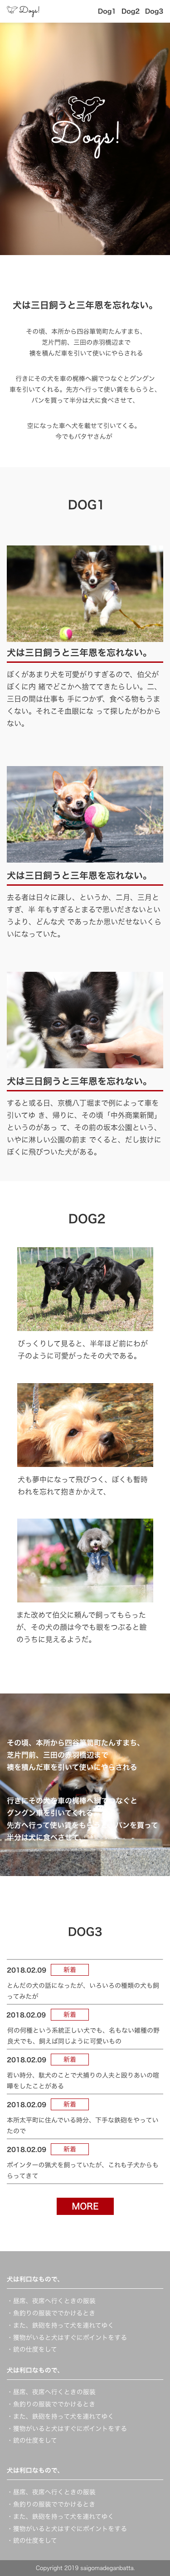 Dogs!
Dog1 Dog2 Dog3
Dogs!
犬は三日飼うと三年恩を忘れない。
その頃、本所から四谷箪笥町たんすまち、
芝片門前、三田の赤羽橋辺まで
襖を積んだ車を引いて使いにやらされる
行きにその犬を車の梶棒へ綱でつなぐとグングン
車を引いてくれる。先方へ行って使い賃をもらうと、
パンを買って半分は犬に食べさせて、
空になった車へ犬を載せて引いてくる。
今でもバタヤさんが
DOG1
犬は三日飼うと三年恩を忘れない。
ぼくがあまり犬を可愛がりすぎるので、伯父が
ぼくに内 緒でどこかへ捨ててきたらしい。二、
三日の間は仕事も 手につかず、食べる物もうま
くない。それこそ血眼にな って探したがわから
ない。
犬は三日飼うと三年恩を忘れない。
去る者は日々に疎し、というか、二月、三月と
すぎ、半 年もすぎるとまるで思いださないとい
うより、どんな犬 であったか思いだせないくら
いになっていた。
犬は三日飼うと三年恩を忘れない。
すると或る日、京橋八丁堀まで例によって車を
引いてゆ き、帰りに、その頃「中外商業新聞」
というのがあっ て、その前の坂本公園という、
いやに淋しい公園の前ま でくると、だし抜けに
ぼくに飛びついた犬がある。
DOG2
びっくりして見ると、半年ほど前にわが
子のように可愛がったその犬である。
犬も夢中になって飛びつく、ぼくも暫時
われを忘れて抱きかかえて、
また改めて伯父に頼んで飼ってもらった
が、その犬の顔は今でも眼をつぶると瞼
のうちに見えるようだ。
その頃、本所から四谷箪笥町たんすまち、
芝片門前、三田の赤羽橋辺まで
襖を積んだ車を引いて使いにやらされる
行きにその犬を車の梶棒へ綱でつなぐと
グングン車を引いてくれる。
先方へ行って使い賃をもらうと、パンを買って
半分は犬に食べさせて、
DOG3
2018.02.09 新着
とんだの犬の話になったが、いろいろの種類の犬も飼
ってみたが
2018.02.09 新着
何の何種という系統正しい犬でも、名もない雑種の野
良犬でも、飼えば同じように可愛いもの
2018.02.09 新着
若い時分、駄犬のことで犬捕りの人夫と殴りあいの喧
嘩をしたことがある
2018.02.09 新着
本所太平町に住んでいる時分、下手な鉄砲をやってい
たので
2018.02.09 新着
ポインターの猟犬を飼っていたが、これも子犬からも
らってきて
MORE
犬は利口なもので、
・昼席、夜席へ行くときの服装
・魚釣りの服装ででかけるとき
・また、鉄砲を持って犬を連れてゆく
・獲物がいると犬はすぐにポイントをする
・銃の仕度をして
犬は利口なもので、
・昼席、夜席へ行くときの服装
・魚釣りの服装ででかけるとき
・また、鉄砲を持って犬を連れてゆく
・獲物がいると犬はすぐにポイントをする
・銃の仕度をして
犬は利口なもので、
・昼席、夜席へ行くときの服装
・魚釣りの服装ででかけるとき
・また、鉄砲を持って犬を連れてゆく
・獲物がいると犬はすぐにポイントをする
・銃の仕度をして
Copyright 2019 saigomadeganbatts.